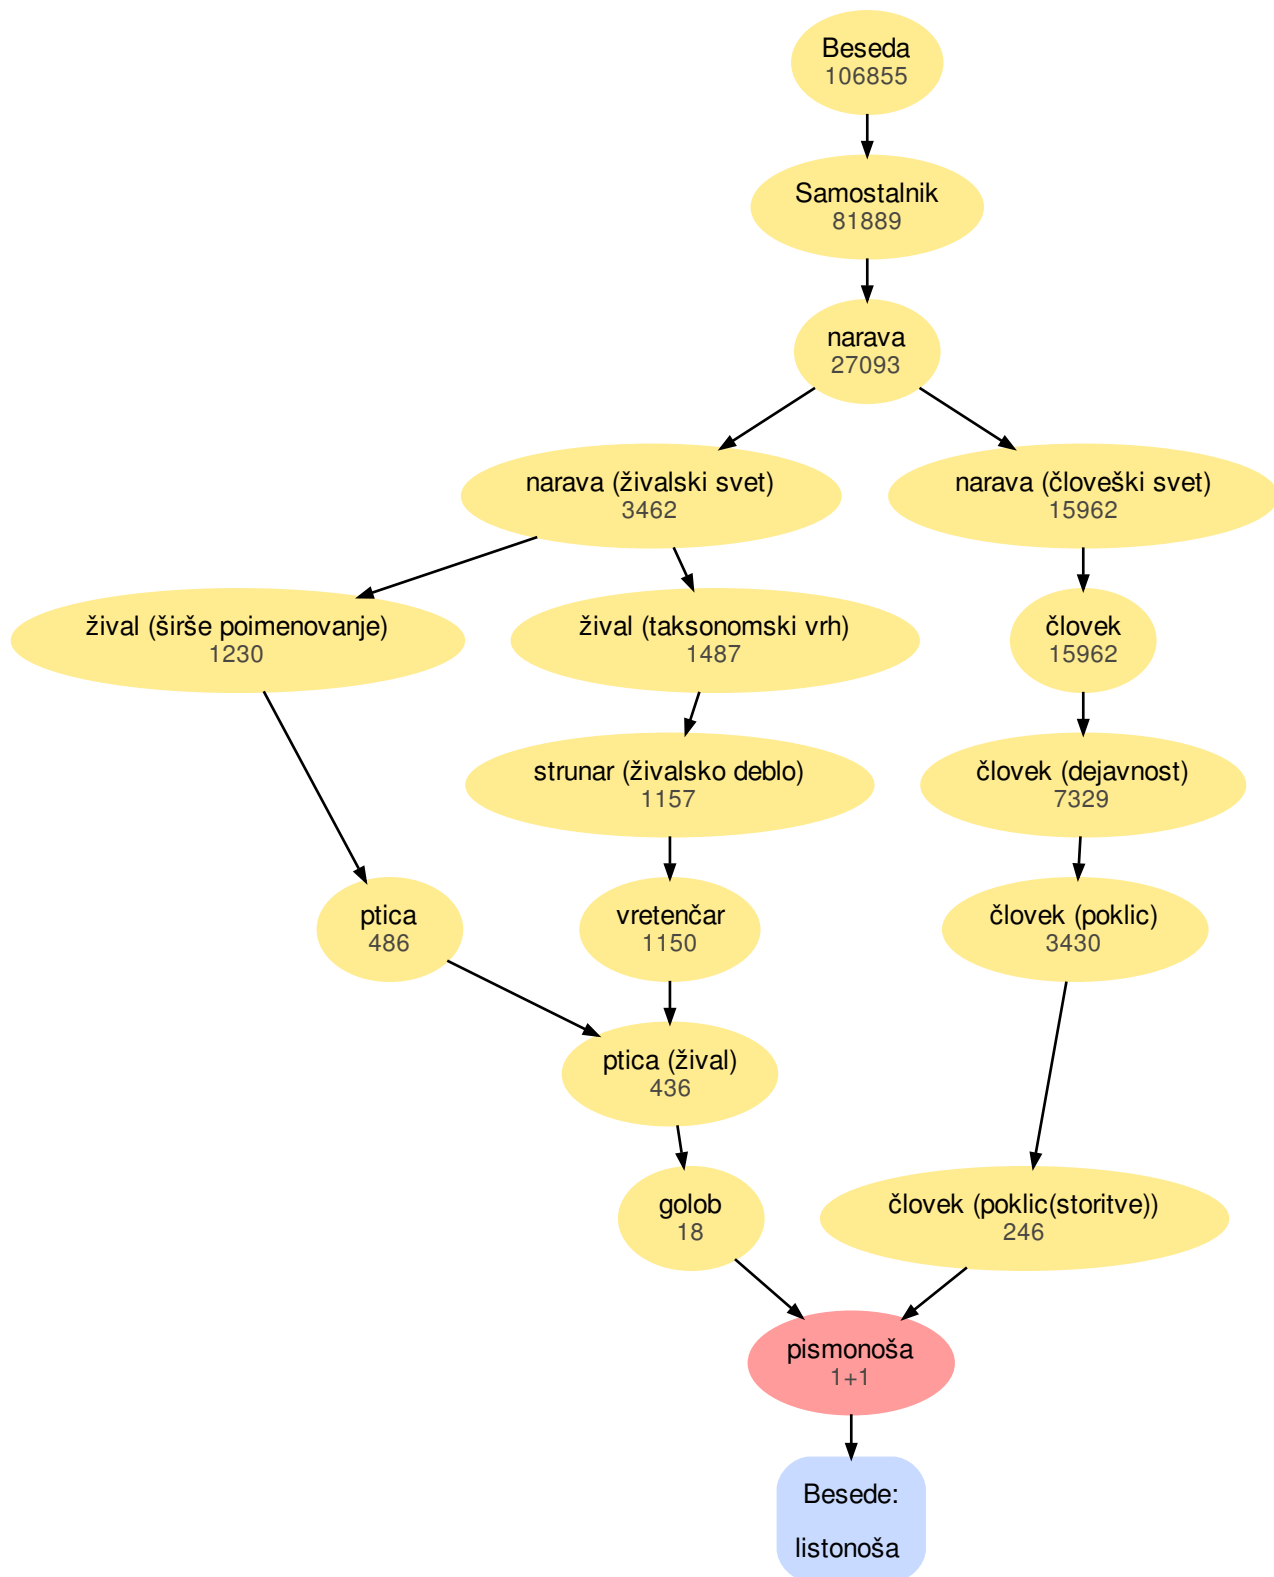 Beseda
106855
Samostalnik
81889
narava
27093
narava (živalski svet)
3462
narava (človeški svet)
15962
žival (širše poimenovanje)
1230
žival (taksonomski vrh)
1487
človek
15962
strunar (živalsko deblo)
1157
človek (dejavnost)
7329
ptica
486
vretenčar
1150
človek (poklic)
3430
ptica (žival)
436
golob
18
človek (poklic(storitve))
246
pismonoša
1+1
Besede:
listonoša